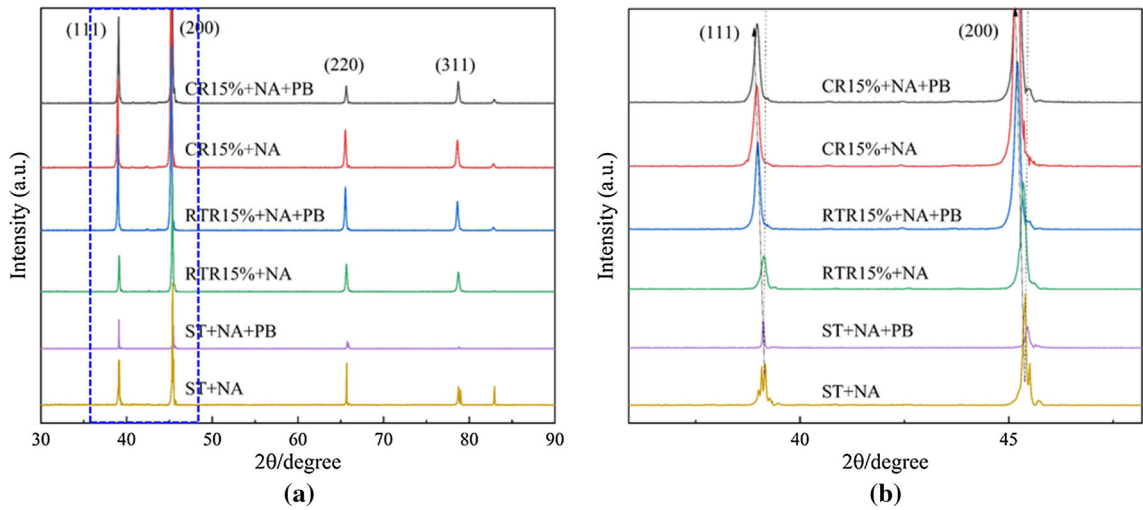 Intensity (a.u.)
(111)
(200)
(220)
(311)
CR15%+NA+PB
CR15%+NA
RTR15%+NA+PB
RTR15%+NA
ST+NA+PB
ST+NA
30 40 50 60 70 80 90
2θ/degree
(a)
Intensity (a.u.)
(111)
(200)
CR15%+NA+PB
CR15%+NA
RTR15%+NA+PB
RTR15%+NA
ST+NA+PB
ST+NA
40 45
2θ/degree
(b)